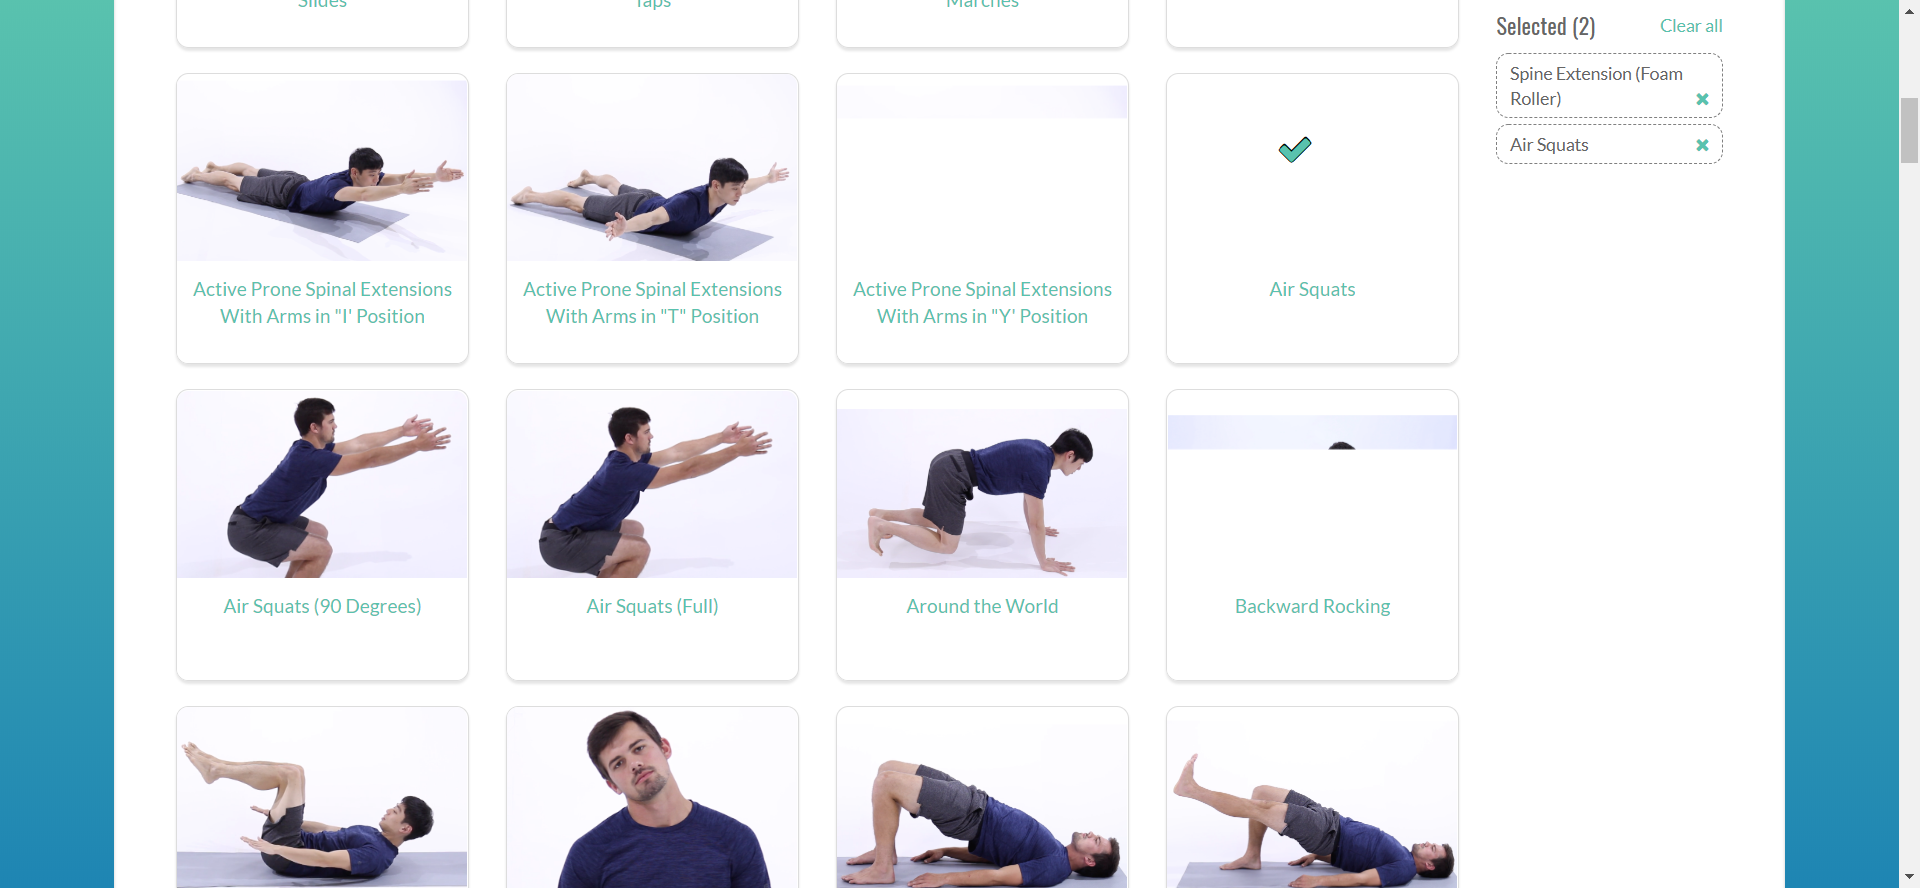 Slides
Taps
Marches
Selected (2)
Clear all
Spine Extension (Foam
Roller)
Air Squats
Active Prone Spinal Extensions
With Arms in "I' Position
Active Prone Spinal Extensions
With Arms in "T" Position
Active Prone Spinal Extensions
With Arms in "Y' Position
Air Squats
Air Squats (90 Degrees)
Air Squats (Full)
Around the World
Backward Rocking